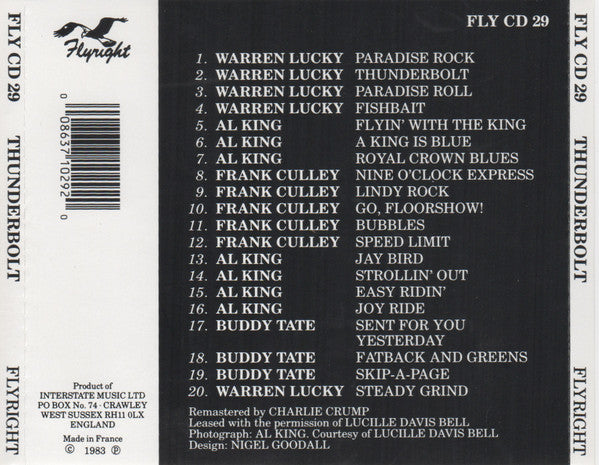 FLY CD 29
THUNDERBOLT
FLYRIGHT
Flyright
0
08637 10292
0
Product of
INTERSTATE MUSIC LTD
PO BOX No. 74 - CRAWLEY
WEST SUSSEX RH11 0LX
ENGLAND
Made in France
© 1983 ℗
FLY CD 29
1. WARREN LUCKY PARADISE ROCK
2. WARREN LUCKY THUNDERBOLT
3. WARREN LUCKY PARADISE ROLL
4. WARREN LUCKY FISHBAIT
5. AL KING FLYIN' WITH THE KING
6. AL KING A KING IS BLUE
7. AL KING ROYAL CROWN BLUES
8. FRANK CULLEY NINE O'CLOCK EXPRESS
9. FRANK CULLEY LINDY ROCK
10. FRANK CULLEY GO, FLOORSHOW!
11. FRANK CULLEY BUBBLES
12. FRANK CULLEY SPEED LIMIT
13. AL KING JAY BIRD
14. AL KING STROLLIN' OUT
15. AL KING EASY RIDIN'
16. AL KING JOY RIDE
17. BUDDY TATE SENT FOR YOU
YESTERDAY
18. BUDDY TATE FATBACK AND GREENS
19. BUDDY TATE SKIP-A-PAGE
20. WARREN LUCKY STEADY GRIND
Remastered by CHARLIE CRUMP
Leased with the permission of LUCILLE DAVIS BELL
Photograph: AL KING. Courtesy of LUCILLE DAVIS BELL
Design: NIGEL GOODALL
FLY CD 29
THUNDERBOLT
FLYRIGHT